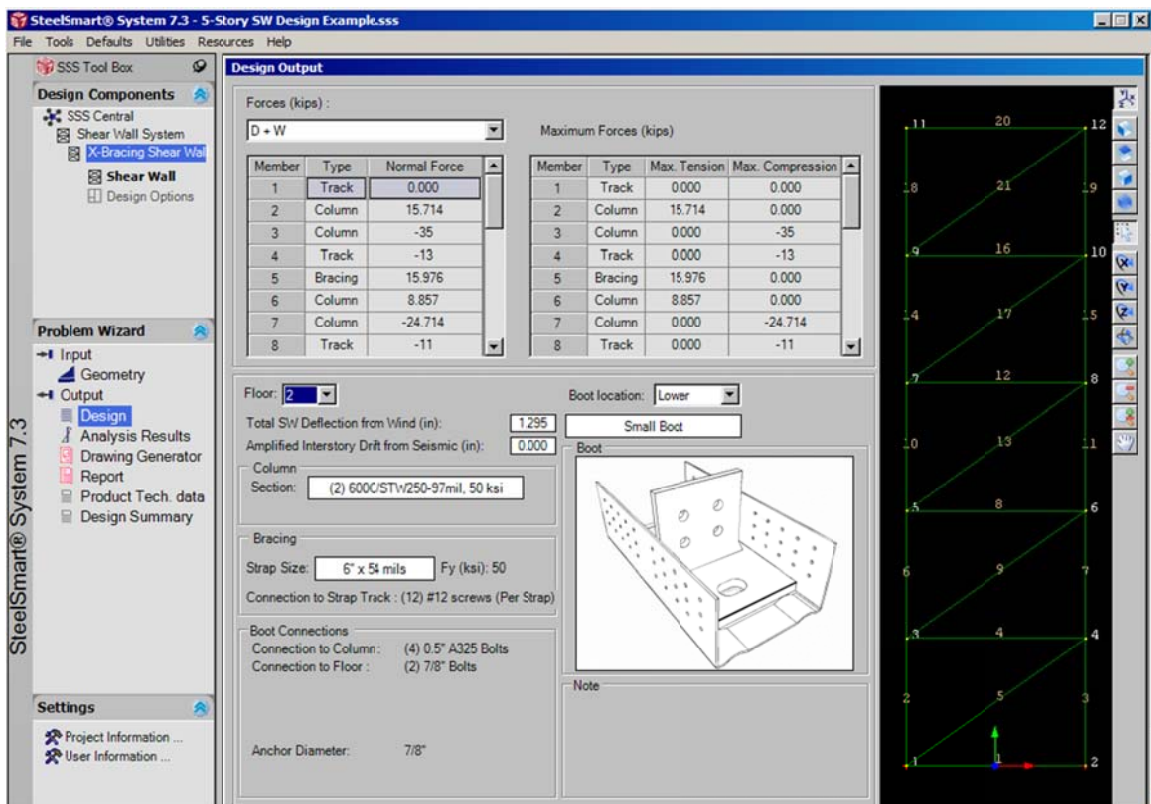 SteelSmart® System 7.3 - 5-Story SW Design Example.sss
File Tools Defaults Utilities Resources Help
SSS Tool Box
Design Components
SSS Central
Shear Wall System
X-Bracing Shear Wal
Shear Wall
Design Options
Problem Wizard
Input
Geometry
Output
Design
Analysis Results
Drawing Generator
Report
Product Tech. data
Design Summary
Settings
Project Information ...
User Information ...
SteelSmart® System 7.3
Design Output
Forces (kips) :
D + W
Member Type Normal Force
1 Track 0.000
2 Column 15.714
3 Column -35
4 Track -13
5 Bracing 15.976
6 Column 8.857
7 Column -24.714
8 Track -11
Maximum Forces (kips)
Member Type Max. Tension Max. Compression
1 Track 0.000 0.000
2 Column 15.714 0.000
3 Column 0.000 -35
4 Track 0.000 -13
5 Bracing 15.976 0.000
6 Column 8.857 0.000
7 Column 0.000 -24.714
8 Track 0.000 -11
Floor: 2
Boot location: Lower
Total SW Deflection from Wind (in): 1.295
Small Boot
Amplified Interstory Drift from Seismic (in): 0.000
Column
Section: (2) 600C/STW250-97mil, 50 ksi
Bracing
Strap Size: 6" x 54 mils Fy (ksi): 50
Connection to Strap Track : (12) #12 screws (Per Strap)
Boot Connections
Connection to Column: (4) 0.5" A325 Bolts
Connection to Floor : (2) 7/8" Bolts
Anchor Diameter: 7/8"
Boot
Note
11 20 12
8 21 9
9 16 10
4 17 5
7 12 8
0 13 1
5 8 6
6 9 7
3 4 4
2 5 3
1 1 2
X
Y
Z